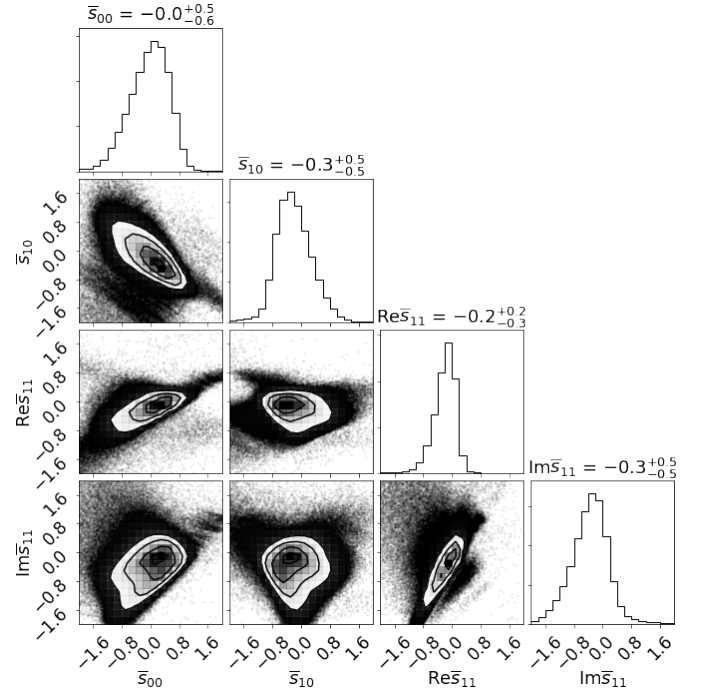 s̅₀₀ = −0.0⁺⁰·⁵₋₀.₆
s̅₁₀ = −0.3⁺⁰·⁵₋₀.₅
1.6
0.8
0.0
−0.8
−1.6
s̅₁₀
Res̅₁₁ = −0.2⁺⁰·²₋₀.₃
1.6
0.8
0.0
−0.8
−1.6
Res̅₁₁
Ims̅₁₁ = −0.3⁺⁰·⁵₋₀.₅
1.6
0.8
0.0
−0.8
−1.6
Ims̅₁₁
−1.6 −0.8 0.0 0.8 1.6 −1.6 −0.8 0.0 0.8 1.6 −1.6 −0.8 0.0 0.8 1.6 −1.6 −0.8 0.0 0.8 1.6
s̅₀₀ s̅₁₀ Res̅₁₁ Ims̅₁₁